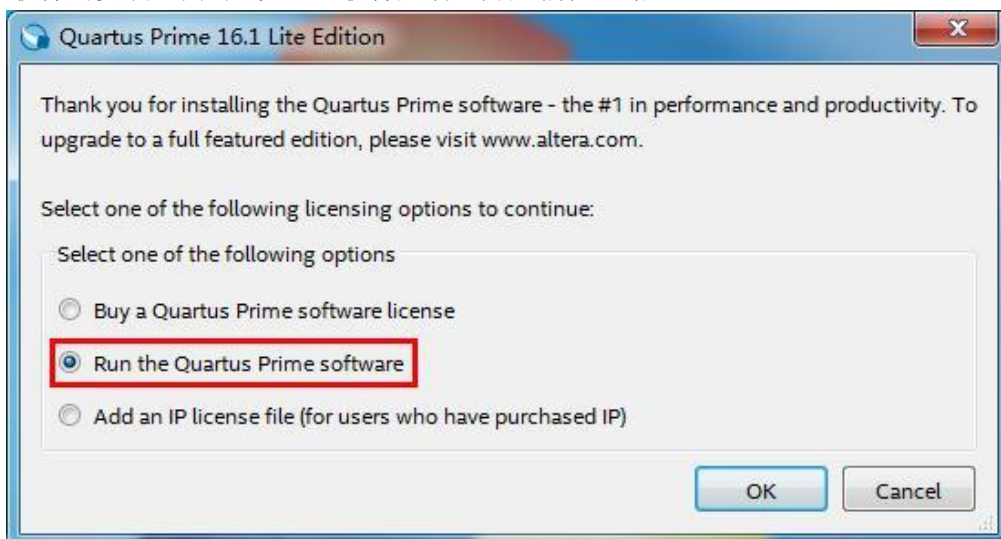 Quartus Prime 16.1 Lite Edition
Thank you for installing the Quartus Prime software - the #1 in performance and productivity. To
upgrade to a full featured edition, please visit www.altera.com.
Select one of the following licensing options to continue:
Select one of the following options
Buy a Quartus Prime software license
Run the Quartus Prime software
Add an IP license file (for users who have purchased IP)
OK Cancel